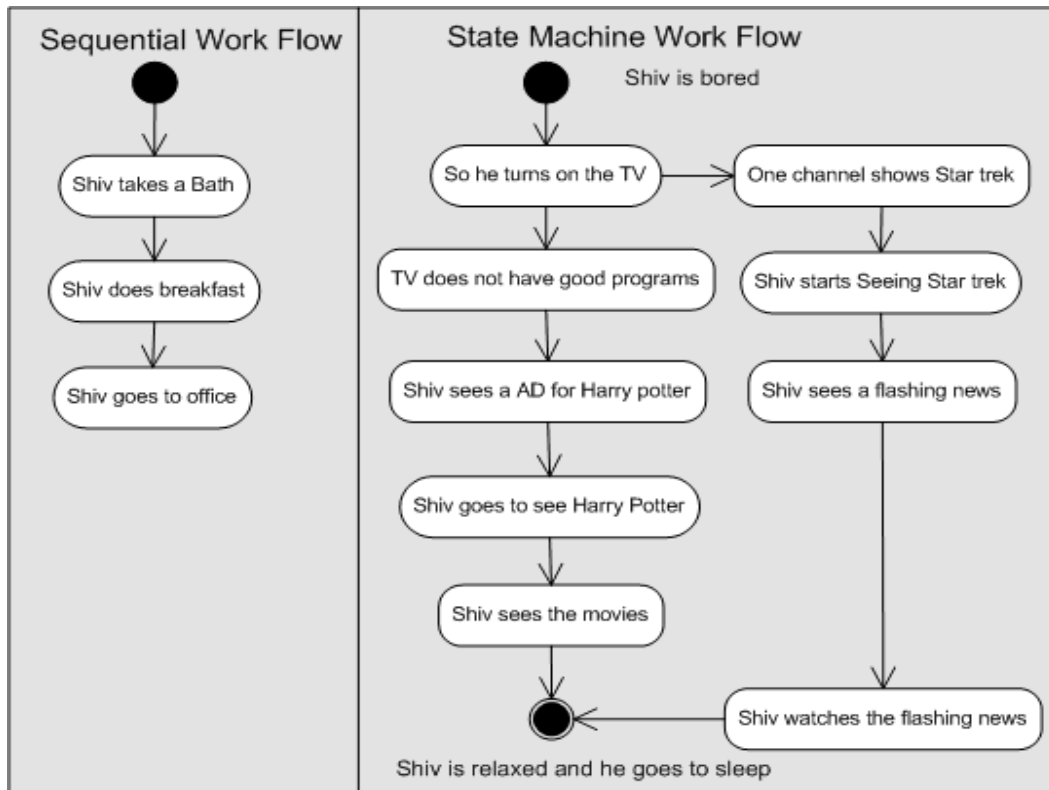 Sequential Work Flow
Shiv takes a Bath
Shiv does breakfast
Shiv goes to office
State Machine Work Flow
Shiv is bored
So he turns on the TV
One channel shows Star trek
TV does not have good programs
Shiv starts Seeing Star trek
Shiv sees a AD for Harry potter
Shiv sees a flashing news
Shiv goes to see Harry Potter
Shiv sees the movies
Shiv watches the flashing news
Shiv is relaxed and he goes to sleep